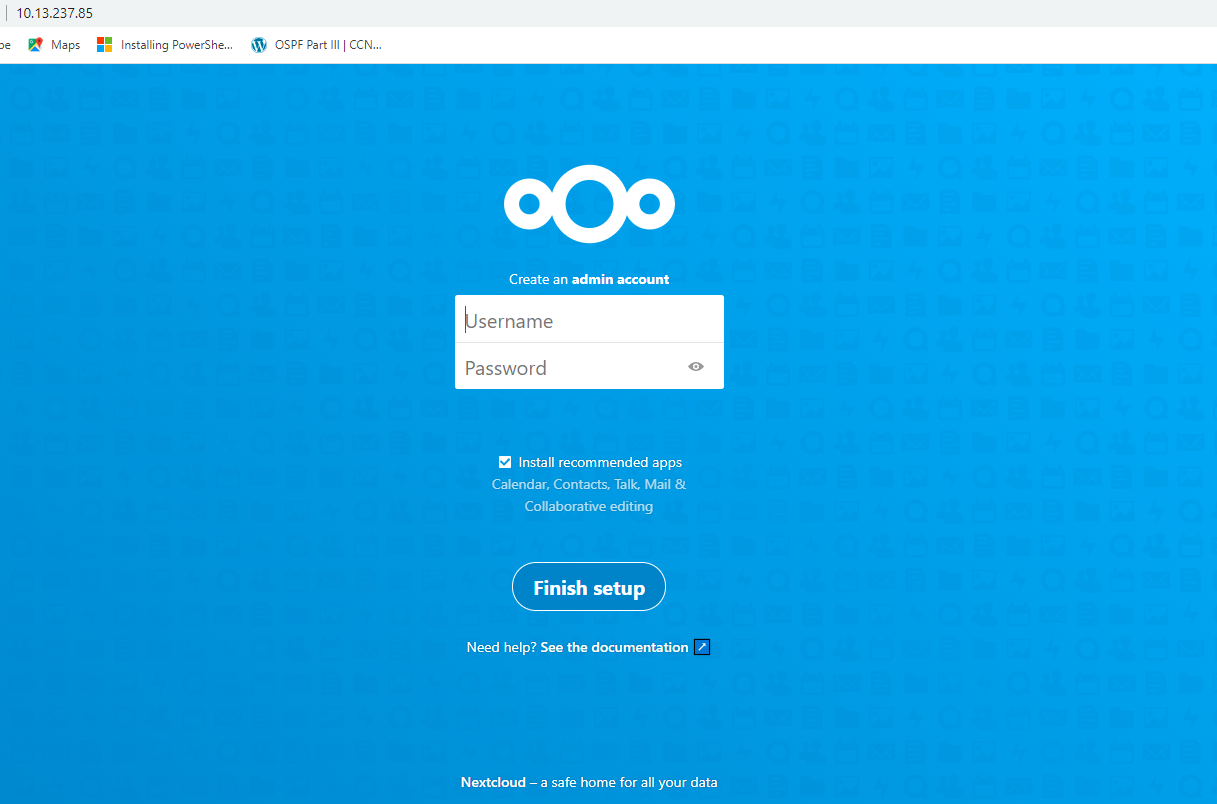 10.13.237.85
pe Maps Installing PowerShe... OSPF Part III | CCN...
Create an admin account
Username
Password
Install recommended apps
Calendar, Contacts, Talk, Mail &
Collaborative editing
Finish setup
Need help? See the documentation ↗
Nextcloud – a safe home for all your data